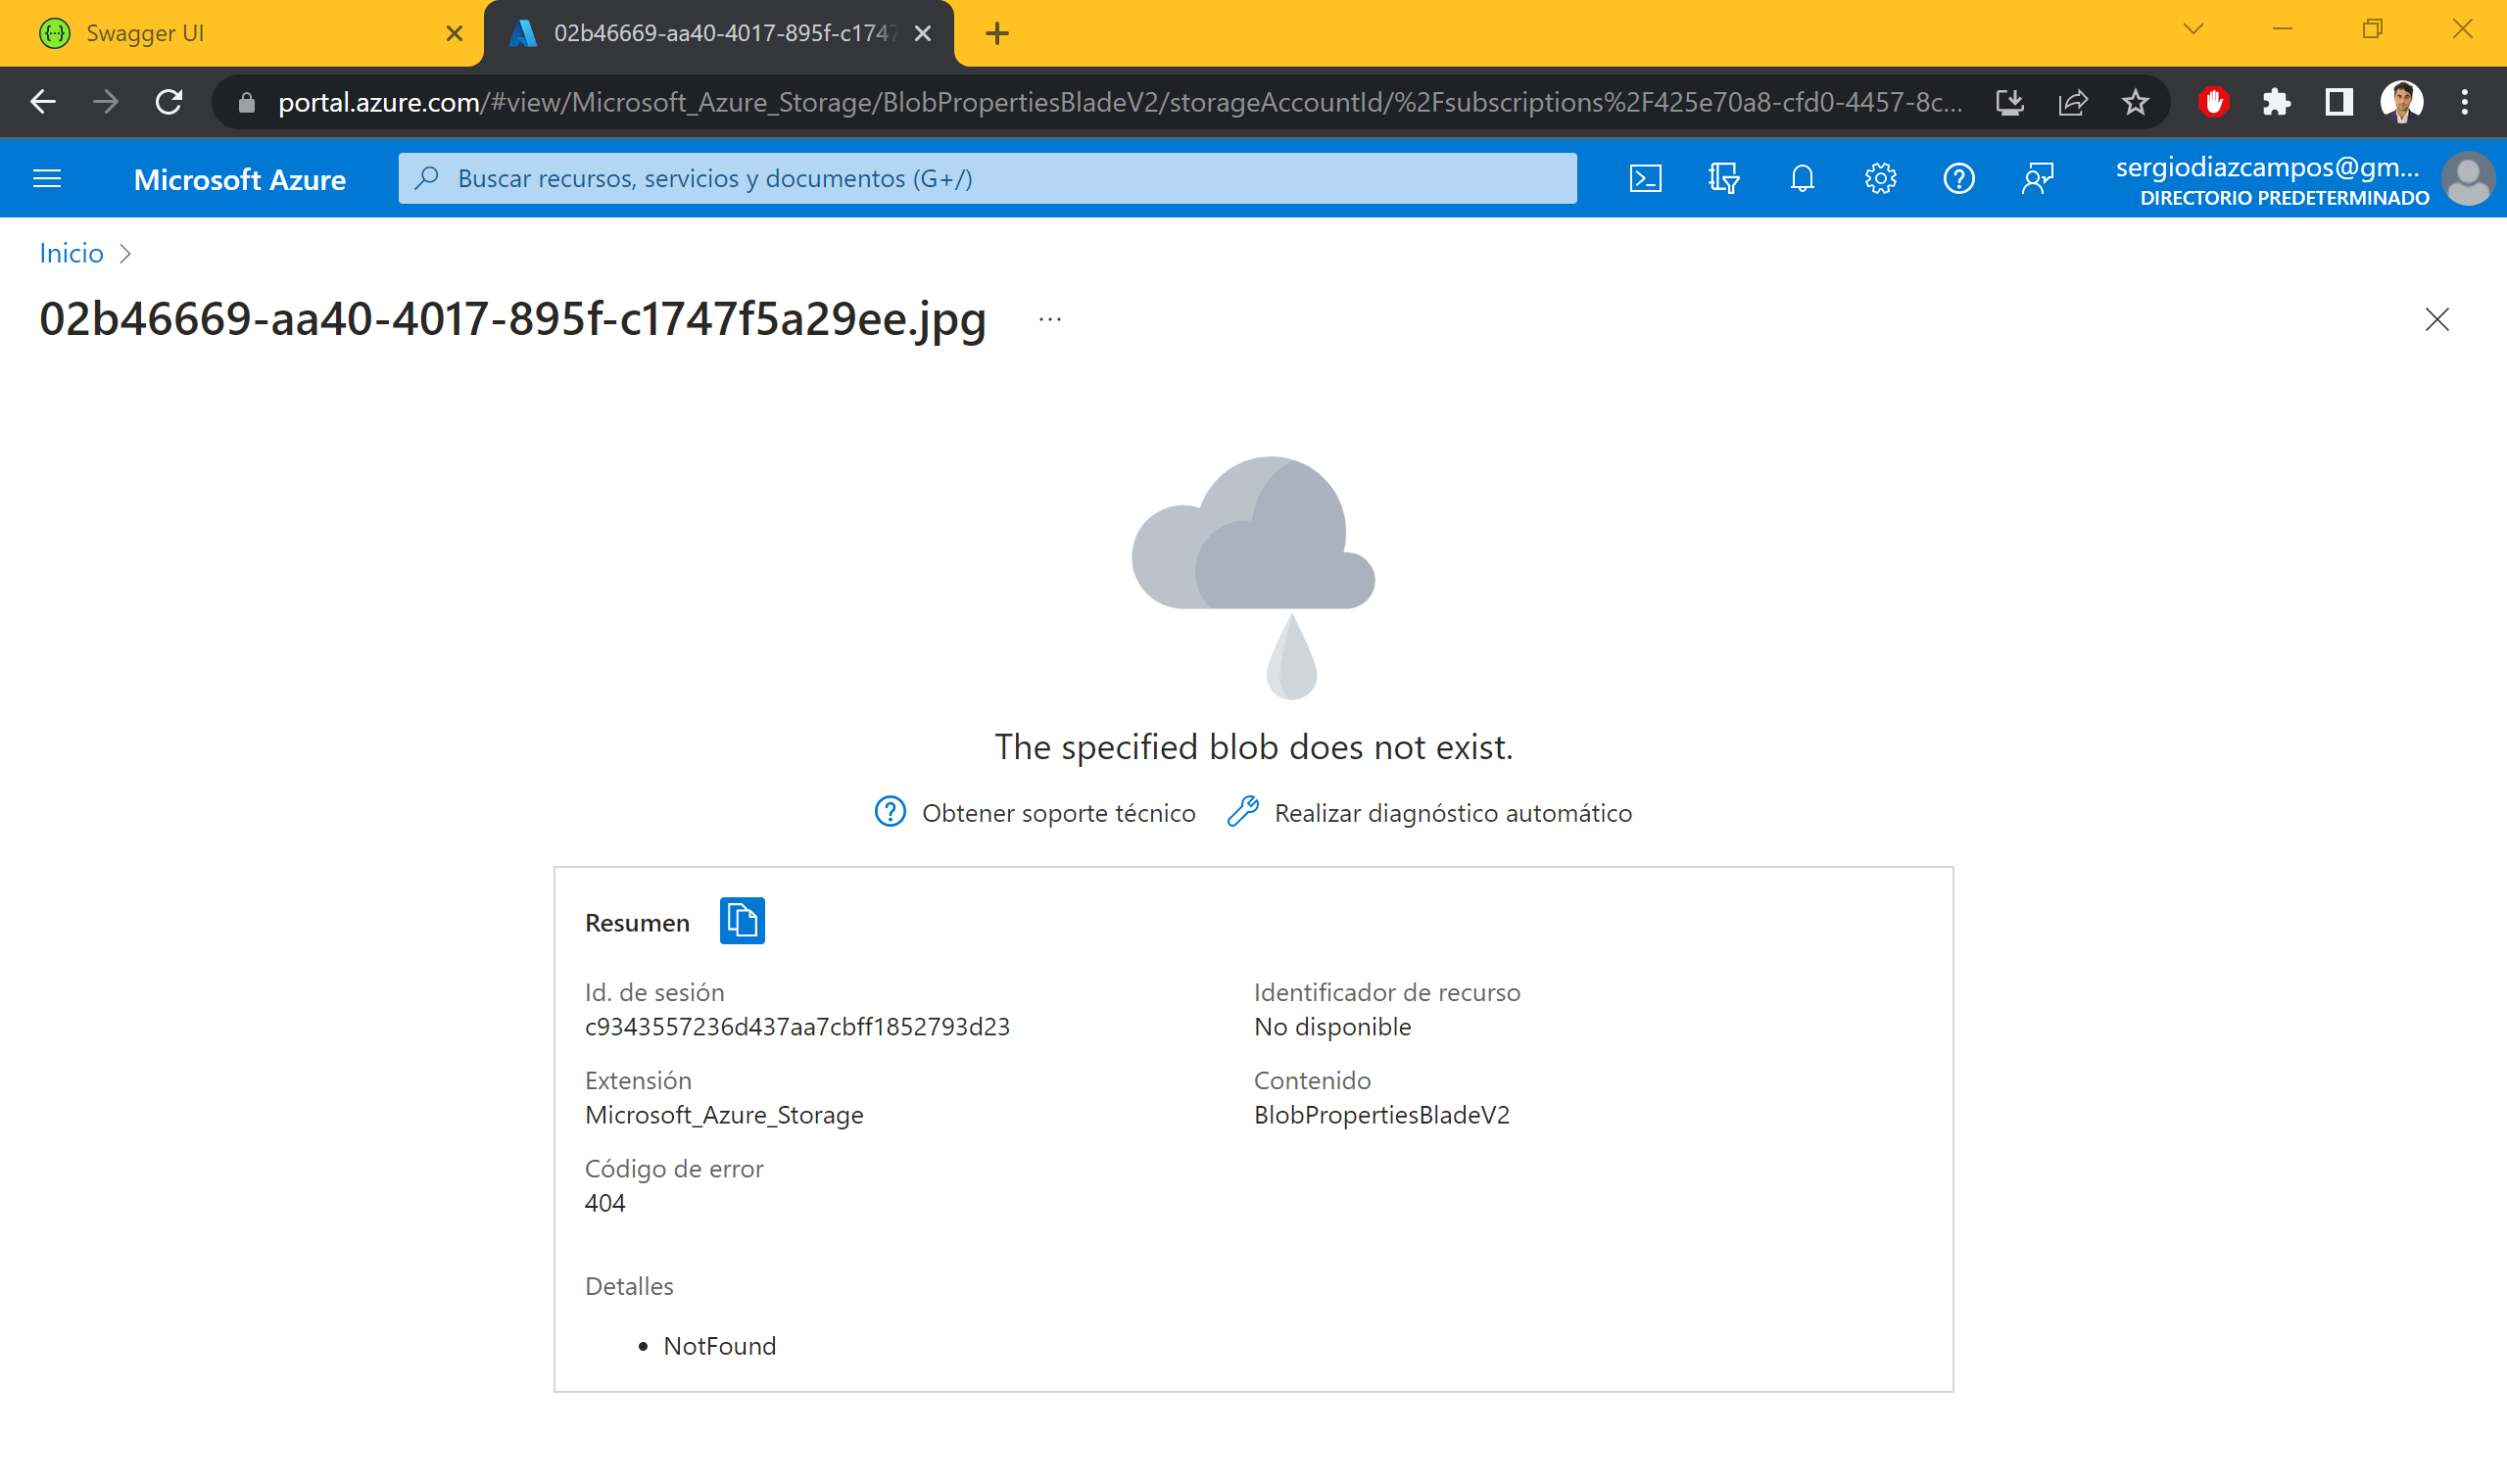 Swagger UI
02b46669-aa40-4017-895f-c1747
portal.azure.com/#view/Microsoft_Azure_Storage/BlobPropertiesBladeV2/storageAccountId/%2Fsubscriptions%2F425e70a8-cfd0-4457-8c...
Microsoft Azure
Buscar recursos, servicios y documentos (G+/)
sergiodiazcampos@gm...
DIRECTORIO PREDETERMINADO
Inicio
02b46669-aa40-4017-895f-c1747f5a29ee.jpg
...
The specified blob does not exist.
Obtener soporte técnico
Realizar diagnóstico automático
Resumen
Id. de sesión
c9343557236d437aa7cbff1852793d23
Identificador de recurso
No disponible
Extensión
Microsoft_Azure_Storage
Contenido
BlobPropertiesBladeV2
Código de error
404
Detalles
• NotFound